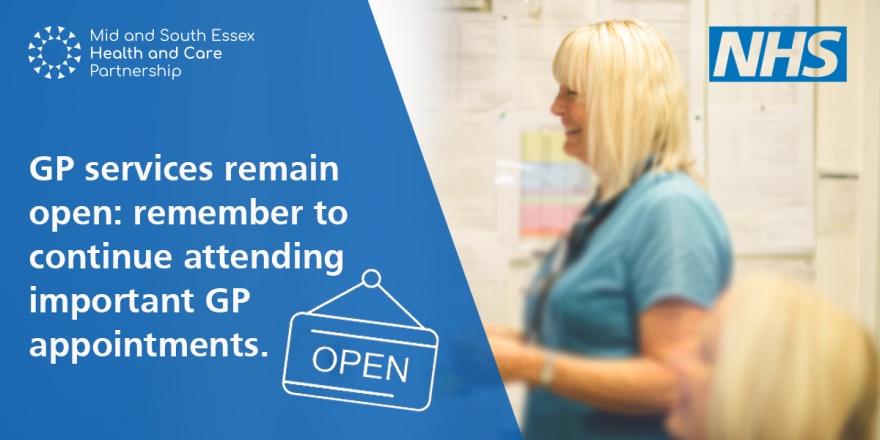 Mid and South Essex
Health and Care
Partnership
NHS
GP services remain
open: remember to
continue attending
important GP
appointments.
OPEN